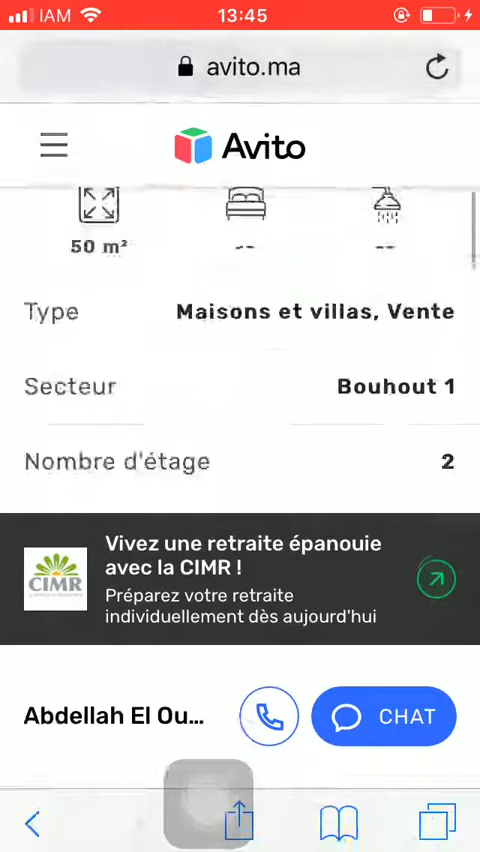 IAM 13:45
avito.ma
Avito
50 m² -- --
Type Maisons et villas, Vente
Secteur Bouhout 1
Nombre d'étage 2
Vivez une retraite épanouie
avec la CIMR !
CIMR
Préparez votre retraite
individuellement dès aujourd'hui
Abdellah El Ou... CHAT